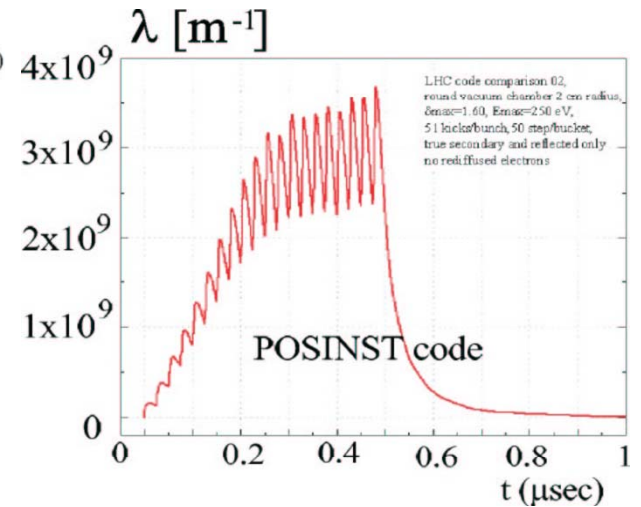 λ [m⁻¹]
)
4x10⁹
3x10⁹
2x10⁹
1x10⁹
0
LHC code comparison 02,
round vacuum chamber 2 cm radius,
δmax=1.60, Emax=250 eV,
51 kicks/bunch, 50 step/bucket,
true secondary and reflected only
no rediffused electrons
POSINST code
0 0.2 0.4 0.6 0.8 1
t (μsec)